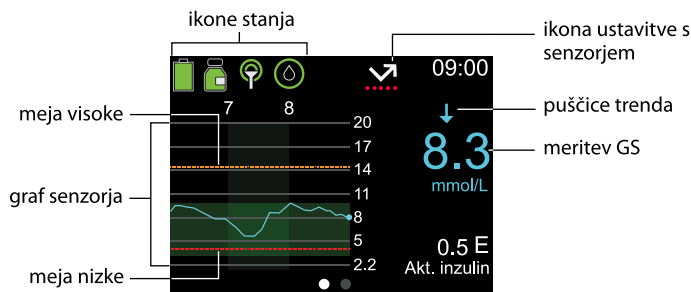 ikone stanja
ikona ustavitve s
senzorjem
09:00
7 8
meja visoke
puščice trenda
20
17
14
11
8
5
2.2
8.3
mmol/L
meritev GS
graf senzorja
0.5 E
Akt. inzulin
meja nizke